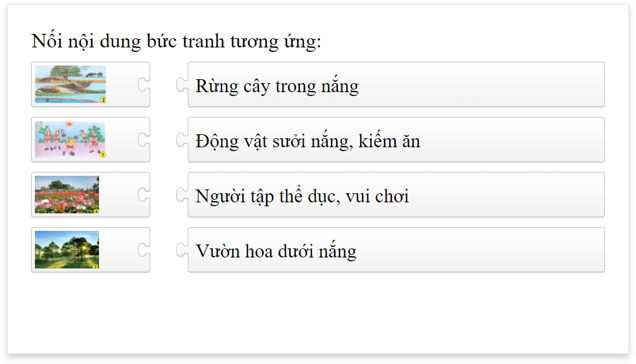 Nối nội dung bức tranh tương ứng:
Rừng cây trong nắng
Động vật sưởi nắng, kiếm ăn
Người tập thể dục, vui chơi
Vườn hoa dưới nắng